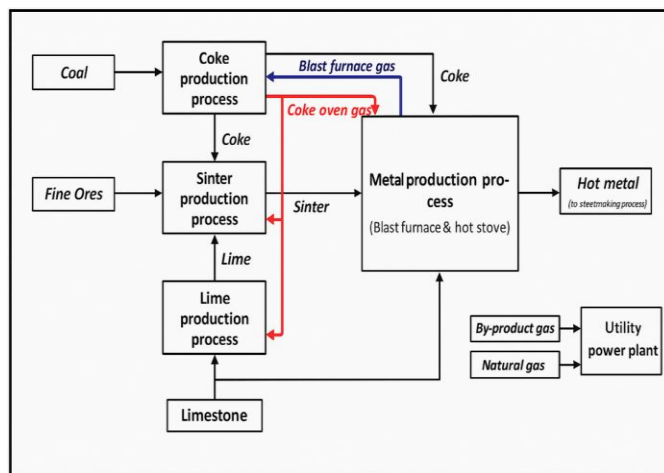 Coal
Coke
production
process
Blast furnace gas
Coke
Coke oven gas
Coke
Fine Ores
Sinter
production
process
Sinter
Metal production pro-
cess
(Blast furnace & hot stove)
Hot metal
(to steetmaking process)
Lime
Lime
production
process
By-product gas
Utility
power plant
Natural gas
Limestone